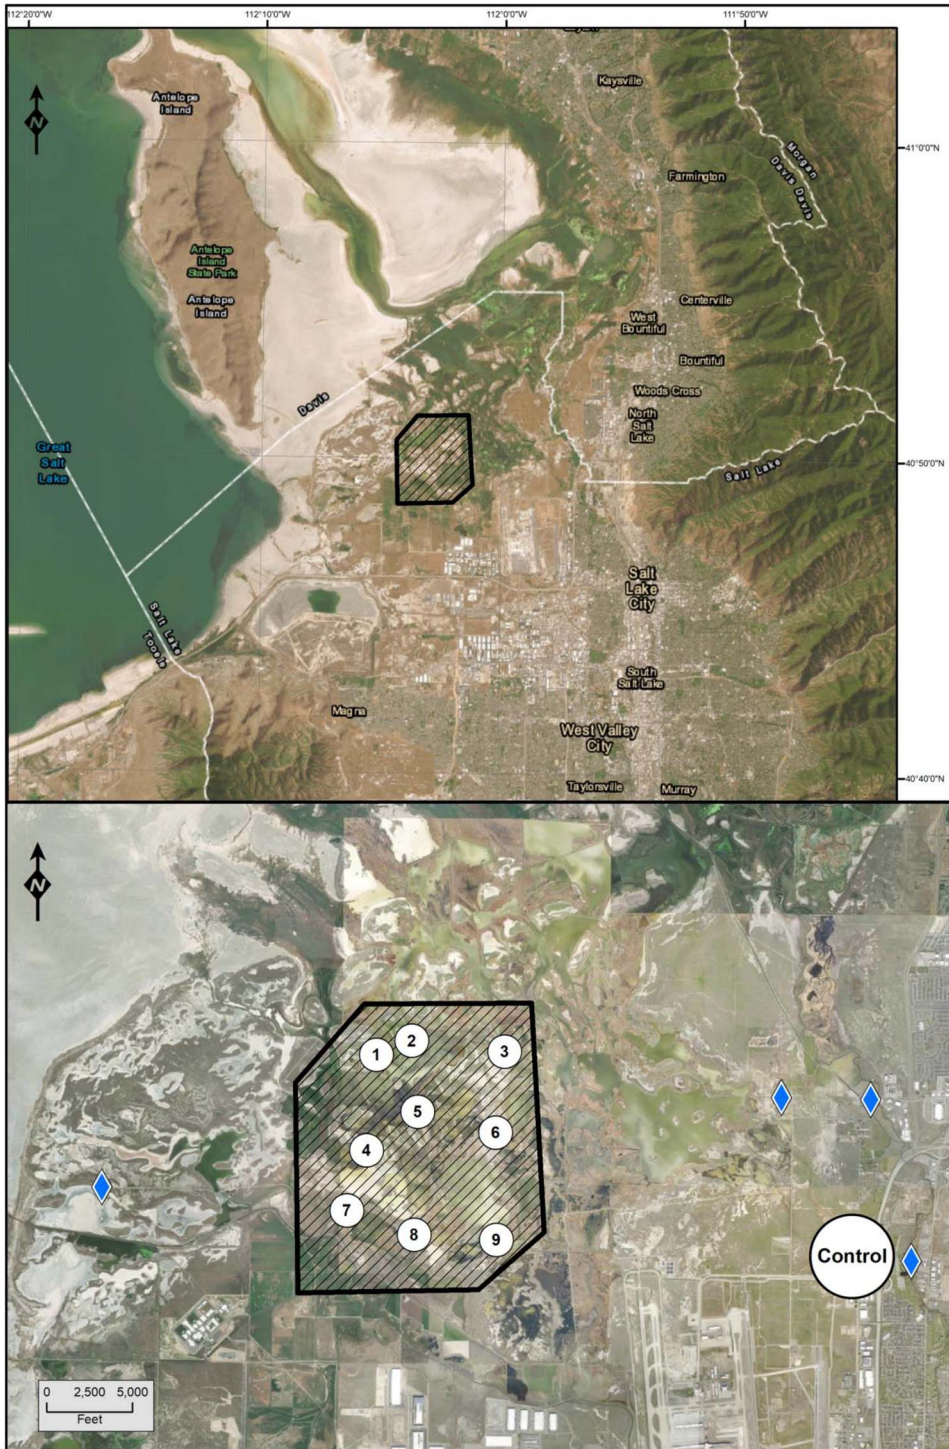 112°20'0"W
112°10'0"W
112°0'0"W
111°50'0"W
Kaysville
Antelope
Island
N
41°0'0"N
Morgan
Davis
Davis
Farmington
Antelope
Island
State Park
Antelope
Island
Centerville
West
Bountiful
Bountiful
Davis
Woods Cross
North
Salt
Lake
Great
Salt
Lake
40°50'0"N
Salt Lake
Salt
Lake
City
Salt Lake
Tooele
South
Salt Lake
Magna
West Valley
City
40°40'0"N
Taylorsville
Murray
N
1
2
3
5
6
4
7
8
9
Control
0
2,500
5,000
Feet